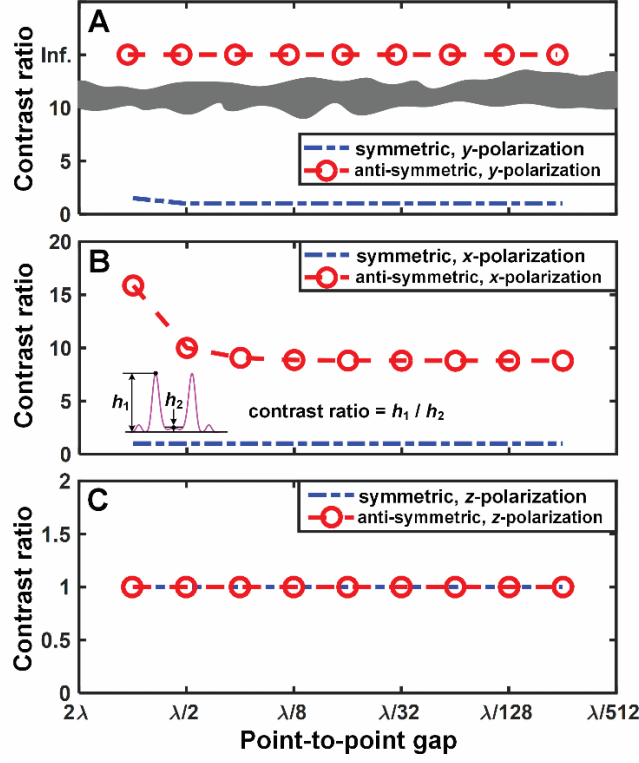 A
Contrast ratio
Inf.
10
5
0
symmetric, y-polarization
anti-symmetric, y-polarization
B
Contrast ratio
20
15
10
5
0
symmetric, x-polarization
anti-symmetric, x-polarization
h1
h2
contrast ratio = h1 / h2
C
Contrast ratio
2
1.5
1
0.5
0
symmetric, z-polarization
anti-symmetric, z-polarization
2λ λ/2 λ/8 λ/32 λ/128 λ/512
Point-to-point gap